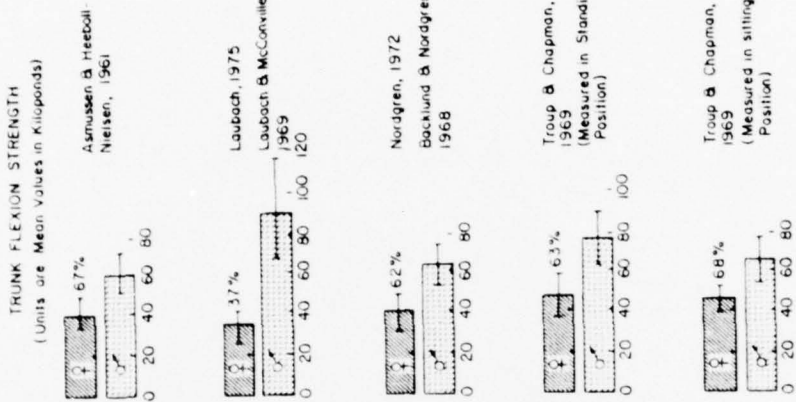 TRUNK FLEXION STRENGTH
(Units are Mean Values in Kiloponds)
♀ 67%
♂
0 20 40 60 80
Asmussen & Heeboll-
Nielsen, 1961
♀ 37%
♂
0 20 40 60 80 100 120
Laubach, 1975
Laubach & McConville
1969
♀ 62%
♂
0 20 40 60 80
Nordgren, 1972
Backlund & Nordgre
1968
♀ 63%
♂
0 20 40 60 80 100
Troup & Chapman,
1969
(Measured in Standi
Position)
♀ 68%
♂
0 20 40 60 80
Troup & Chapman,
1969
(Measured in sitting
Position)